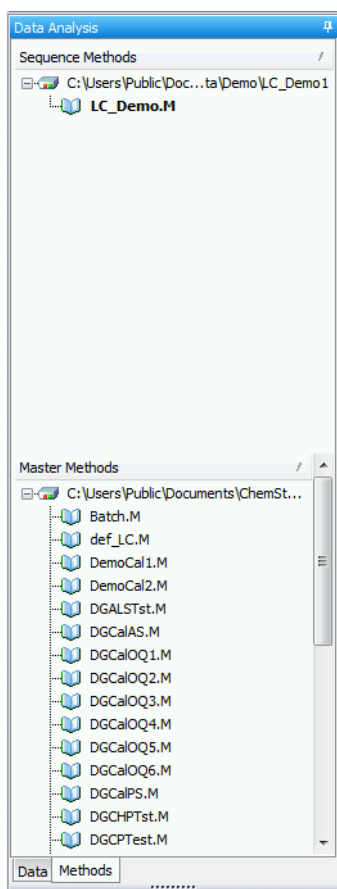 Data Analysis
Sequence Methods
C:\Users\Public\Doc...ta\Demo\LC_Demo1
LC_Demo.M
Master Methods
C:\Users\Public\Documents\ChemSt...
Batch.M
def_LC.M
DemoCal1.M
DemoCal2.M
DGALSTst.M
DGCalAS.M
DGCalOQ1.M
DGCalOQ2.M
DGCalOQ3.M
DGCalOQ4.M
DGCalOQ5.M
DGCalOQ6.M
DGCalPS.M
DGCHPTst.M
DGCPTest.M
Data Methods